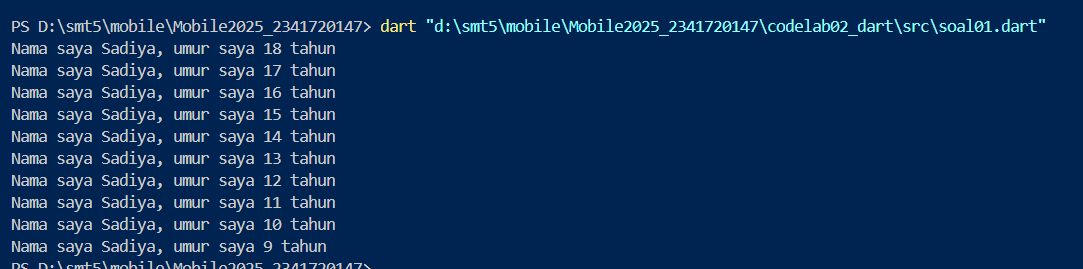 PS D:\smt5\mobile\Mobile2025_2341720147> dart "d:\smt5\mobile\Mobile2025_2341720147\codelab02_dart\src\soal01.dart"
Nama saya Sadiya, umur saya 18 tahun
Nama saya Sadiya, umur saya 17 tahun
Nama saya Sadiya, umur saya 16 tahun
Nama saya Sadiya, umur saya 15 tahun
Nama saya Sadiya, umur saya 14 tahun
Nama saya Sadiya, umur saya 13 tahun
Nama saya Sadiya, umur saya 12 tahun
Nama saya Sadiya, umur saya 11 tahun
Nama saya Sadiya, umur saya 10 tahun
Nama saya Sadiya, umur saya 9 tahun
PS D:\smt5\mobile\Mobile2025_2341720147>